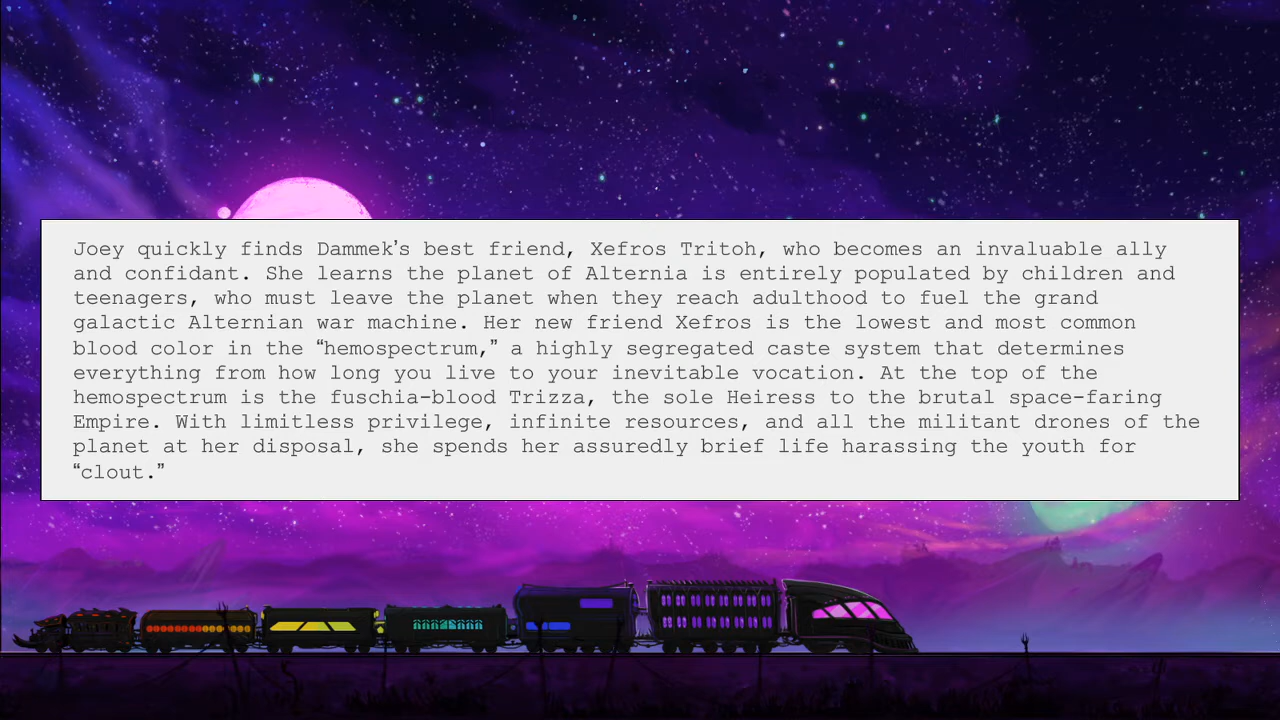 Joey quickly finds Dammek’s best friend, Xefros Tritoh, who becomes an invaluable ally
and confidant. She learns the planet of Alternia is entirely populated by children and
teenagers, who must leave the planet when they reach adulthood to fuel the grand
galactic Alternian war machine. Her new friend Xefros is the lowest and most common
blood color in the “hemospectrum,” a highly segregated caste system that determines
everything from how long you live to your inevitable vocation. At the top of the
hemospectrum is the fuschia-blood Trizza, the sole Heiress to the brutal space-faring
Empire. With limitless privilege, infinite resources, and all the militant drones of the
planet at her disposal, she spends her assuredly brief life harassing the youth for
“clout.”